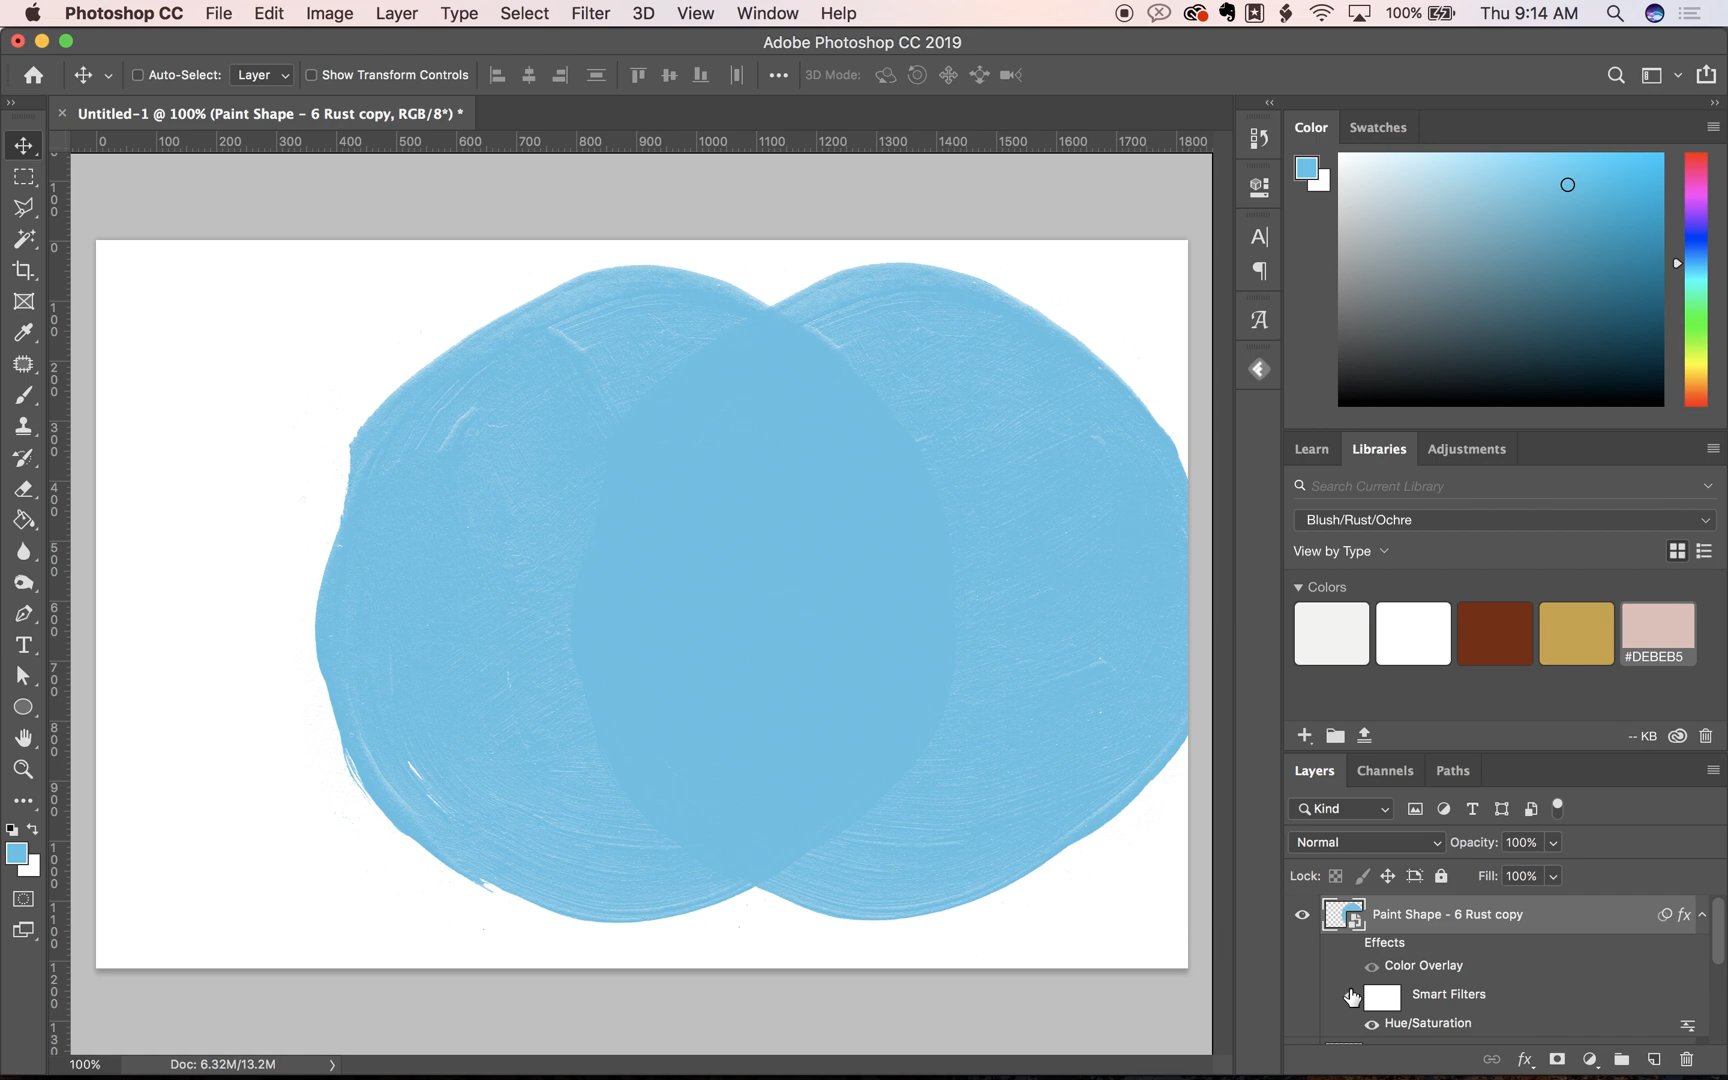 Photoshop CC File Edit Image Layer Type Select Filter 3D View Window Help 100% Thu 9:14 AM
Adobe Photoshop CC 2019
Auto-Select: Layer Show Transform Controls 3D Mode:
Untitled-1 @ 100% (Paint Shape - 6 Rust copy, RGB/8*) *
0 100 200 300 400 500 600 700 800 900 1000 1100 1200 1300 1400 1500 1600 1700 1800
Color Swatches
Learn Libraries Adjustments
Search Current Library
Blush/Rust/Ochre
View by Type
Colors
#DEBEB5
-- KB
Layers Channels Paths
Kind
Normal Opacity: 100%
Lock: Fill: 100%
Paint Shape - 6 Rust copy fx
Effects
Color Overlay
Smart Filters
Hue/Saturation
fx
100% Doc: 6.32M/13.2M